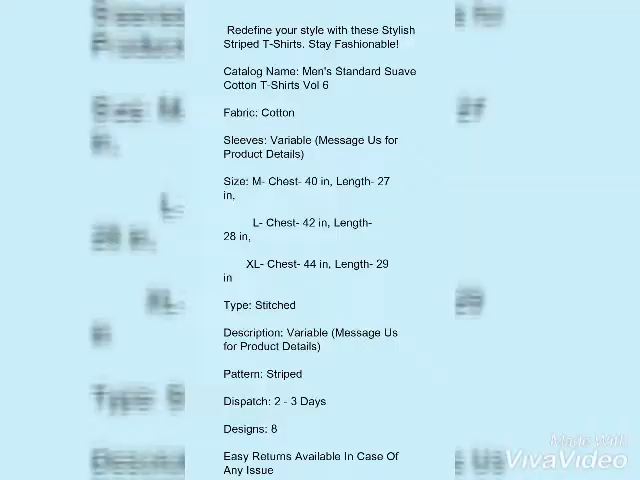 Redefine your style with these Stylish
Striped T-Shirts. Stay Fashionable!
Catalog Name: Men's Standard Suave
Cotton T-Shirts Vol 6
Fabric: Cotton
Sleeves: Variable (Message Us for
Product Details)
Size: M- Chest- 40 in, Length- 27
in,
L- Chest- 42 in, Length-
28 in,
XL- Chest- 44 in, Length- 29
in
Type: Stitched
Description: Variable (Message Us
for Product Details)
Pattern: Striped
Dispatch: 2 - 3 Days
Designs: 8
Easy Returns Available In Case Of
Any Issue
Made With
VivaVideo